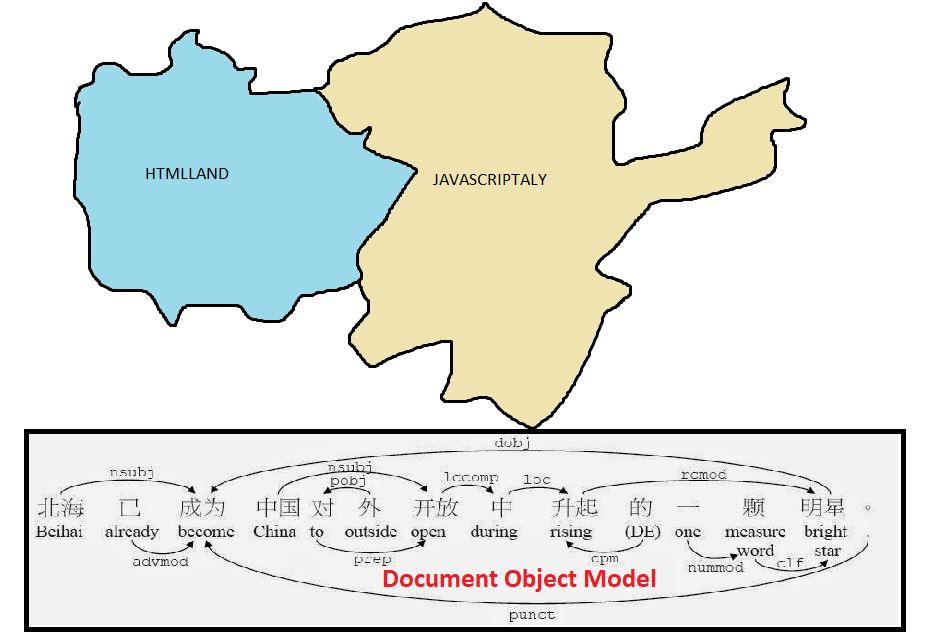 HTMLLAND
JAVASCRIPTALY
dobj
nsubj nsubj lccomp loc rcmod
pobj
北海 已 成为 中国 对 外 开放 中 升起 的 一 颗 明星 。
Beihai already become China to outside open during rising (DE) one measure bright .
word star
advmod prep cpm nummod clf
Document Object Model
punct